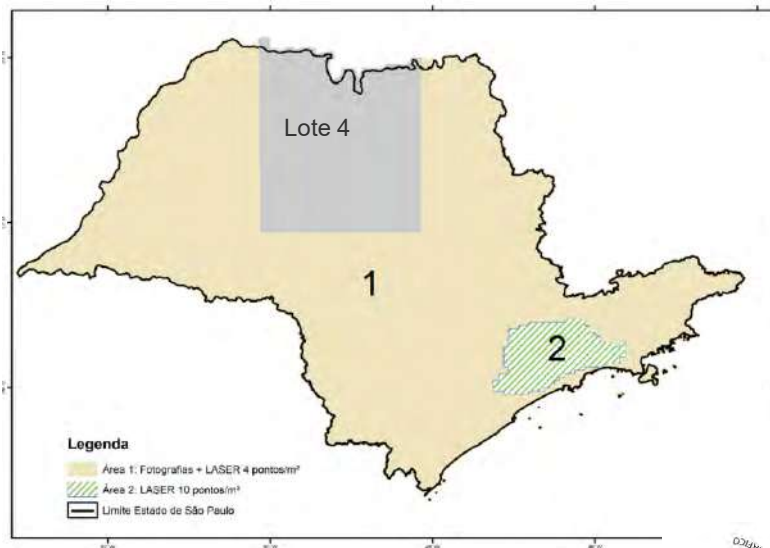 Lote 4
1
2
Legenda
Área 1: Fotografias + LASER 4 pontos/m²
Área 2: LASER 10 pontos/m²
Limite Estado de São Paulo